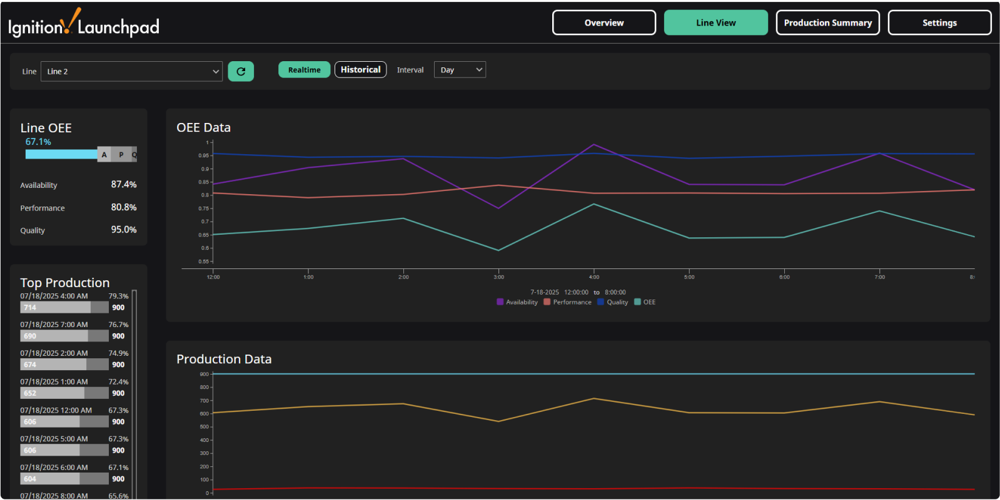 Ignition! Launchpad
Overview
Line View
Production Summary
Settings
Line
Line 2
Realtime
Historical
Interval
Day
Line OEE
67.1%
A P Q
Availability 87.4%
Performance 80.8%
Quality 95.0%
Top Production
07/18/2025 4:00 AM 79.3%
714 900
07/18/2025 7:00 AM 76.7%
690 900
07/18/2025 2:00 AM 74.9%
674 900
07/18/2025 1:00 AM 72.4%
652 900
07/18/2025 12:00 AM 67.3%
606 900
07/18/2025 5:00 AM 67.3%
606 900
07/18/2025 6:00 AM 67.1%
604 900
07/18/2025 8:00 AM 65.6%
OEE Data
1
0.95
0.9
0.85
0.8
0.75
0.7
0.65
0.6
0.55
12:00 1:00 2:00 3:00 4:00 5:00 6:00 7:00 8:
7-18-2025 12:00:00 to 8:00:00
Availability Performance Quality OEE
Production Data
900
800
700
600
500
400
300
200
100
0